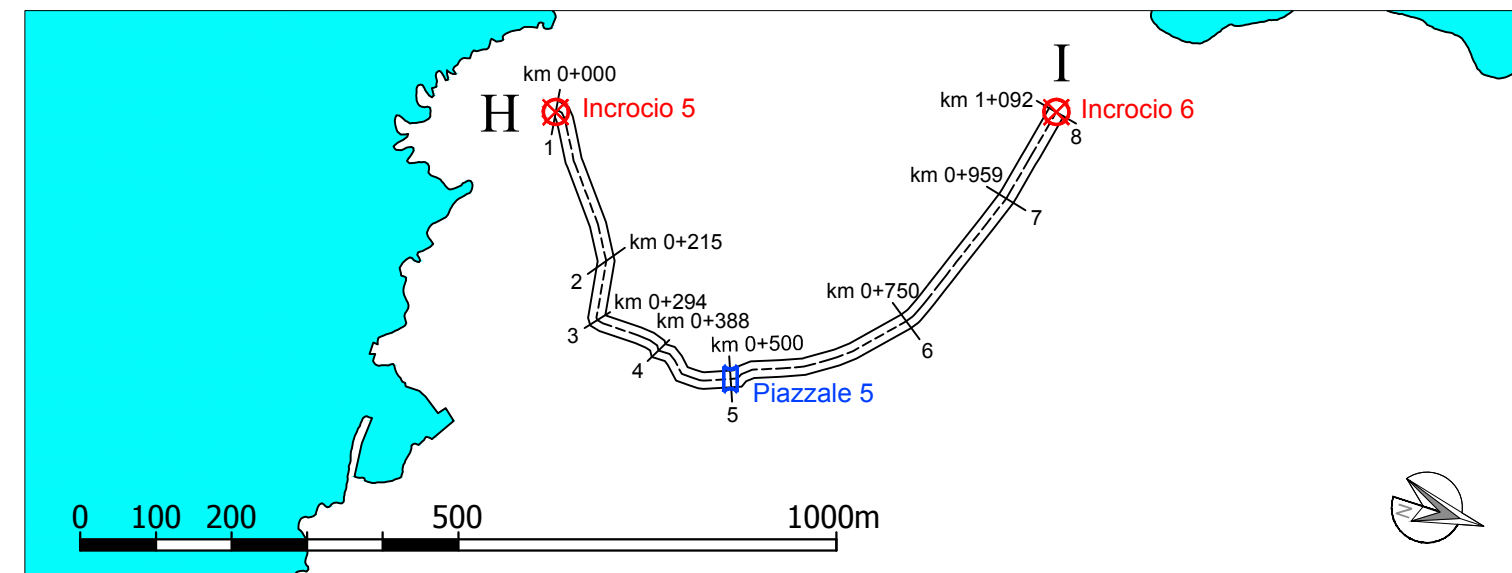 I
km 0+000
km 1+092
H
Incrocio 5
Incrocio 6
1
8
km 0+959
7
km 0+215
2
km 0+750
km 0+294
3
km 0+388
km 0+500
4
6
Piazzale 5
5
0 100 200 500 1000m
N